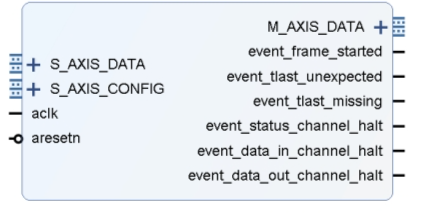 M_AXIS_DATA
event_frame_started
S_AXIS_DATA
event_tlast_unexpected
S_AXIS_CONFIG
event_tlast_missing
aclk
event_status_channel_halt
aresetn
event_data_in_channel_halt
event_data_out_channel_halt